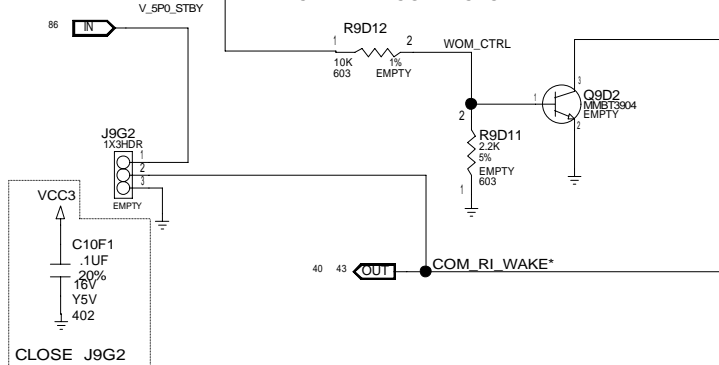 V_5P0_STBY
86
IN
R9D12
1
2
10K
1%
603
EMPTY
WOM_CTRL
3
1
Q9D2
MMBT3904
EMPTY
2
2
R9D11
2.2K
5%
EMPTY
603
1
J9G2
1X3HDR
1
2
3
EMPTY
VCC3
C10F1
.1UF
20%
16V
Y5V
402
40 43
OUT
COM_RI_WAKE*
CLOSE J9G2